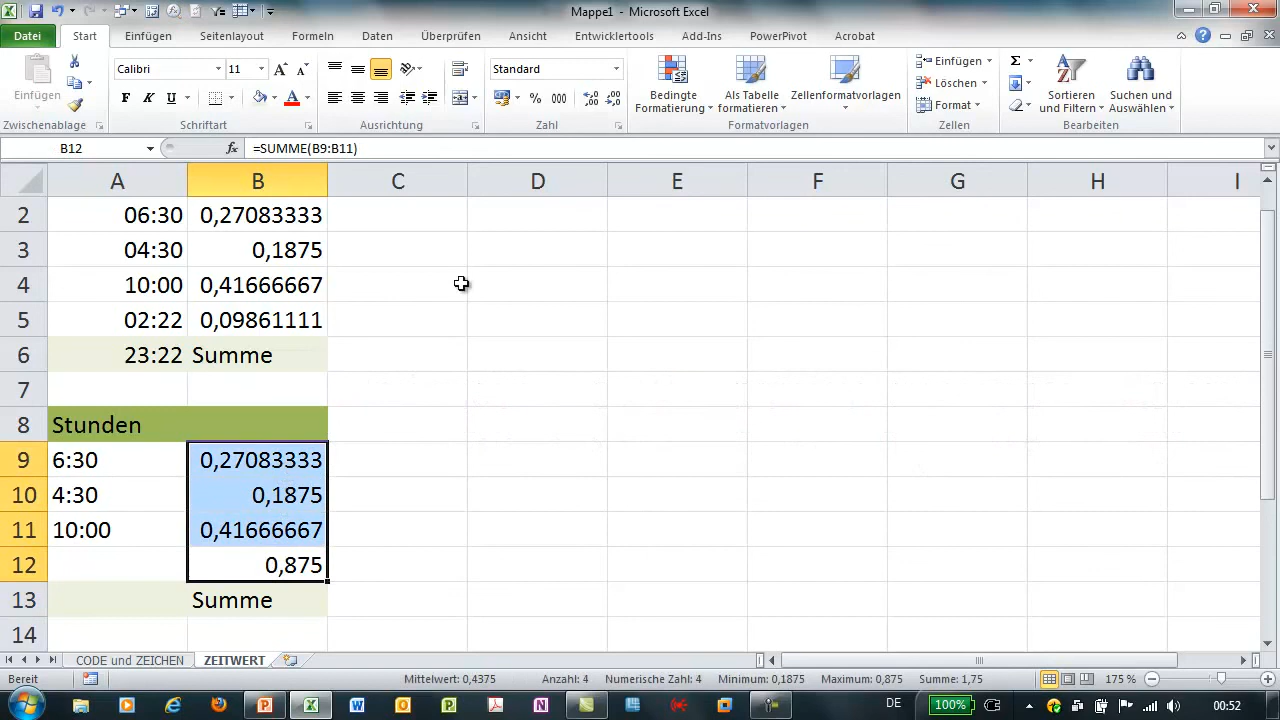 Mappe1 - Microsoft Excel
Datei Start Einfügen Seitenlayout Formeln Daten Überprüfen Ansicht Entwicklertools Add-Ins PowerPivot Acrobat
Einfügen
Zwischenablage
Calibri 11
F K U
Schriftart
Ausrichtung
Standard
% 000
Zahl
Bedingte Formatierung
Als Tabelle formatieren
Zellenformatvorlagen
Formatvorlagen
Einfügen
Löschen
Format
Zellen
Σ
Sortieren und Filtern
Suchen und Auswählen
Bearbeiten
B12 fx =SUMME(B9:B11)
A B C D E F G H I
2 06:30 0,27083333
3 04:30 0,1875
4 10:00 0,41666667
5 02:22 0,09861111
6 23:22 Summe
7
8 Stunden
9 6:30 0,27083333
10 4:30 0,1875
11 10:00 0,41666667
12 0,875
13 Summe
14
CODE und ZEICHEN ZEITWERT
Bereit Mittelwert: 0,4375 Anzahl: 4 Numerische Zahl: 4 Minimum: 0,1875 Maximum: 0,875 Summe: 1,75 175 %
DE 100% 00:52